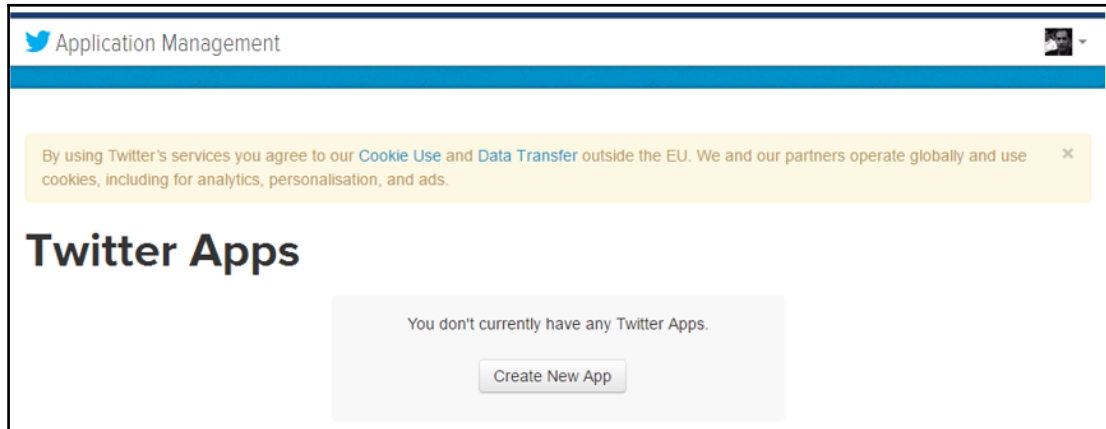 Application Management
By using Twitter's services you agree to our Cookie Use and Data Transfer outside the EU. We and our partners operate globally and use
cookies, including for analytics, personalisation, and ads.
×
Twitter Apps
You don't currently have any Twitter Apps.
Create New App